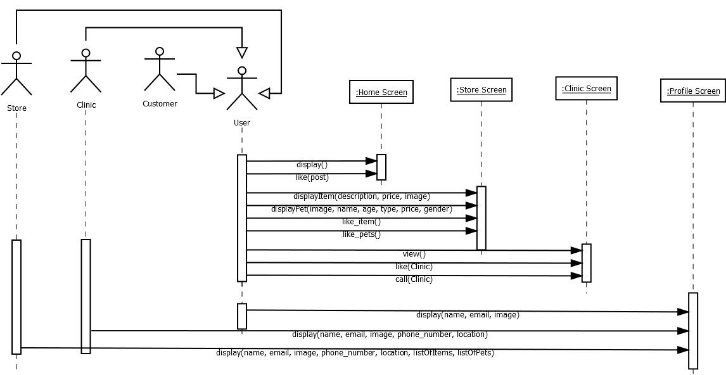 Store
Clinic
Customer
User
:Home Screen
:Store Screen
:Clinic Screen
:Profile Screen
display()
like(post)
displayItem(description, price, image)
displayPet(image, name, age, type, price, gender)
like_item()
like_pets()
view()
like(Clinic)
call(Clinic)
display(name, email, image)
display(name, email, image, phone_number, location)
display(name, email, image, phone_number, location, listOfItems, listOfPets)